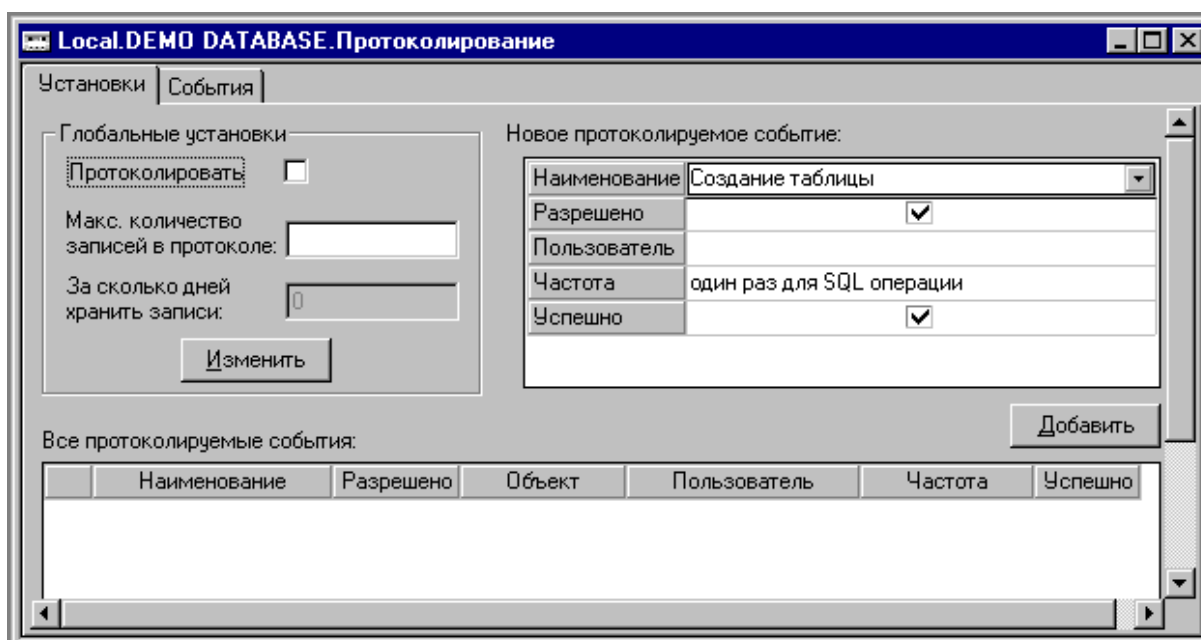 Local.DEMO DATABASE.Протоколирование
Установки События
Глобальные установки
Протоколировать
Макс. количество
записей в протоколе:
За сколько дней
хранить записи:
0
Изменить
Новое протоколируемое событие:
Наименование Создание таблицы
Разрешено
Пользователь
Частота один раз для SQL операции
Успешно
Добавить
Все протоколируемые события:
Наименование Разрешено Объект Пользователь Частота Успешно